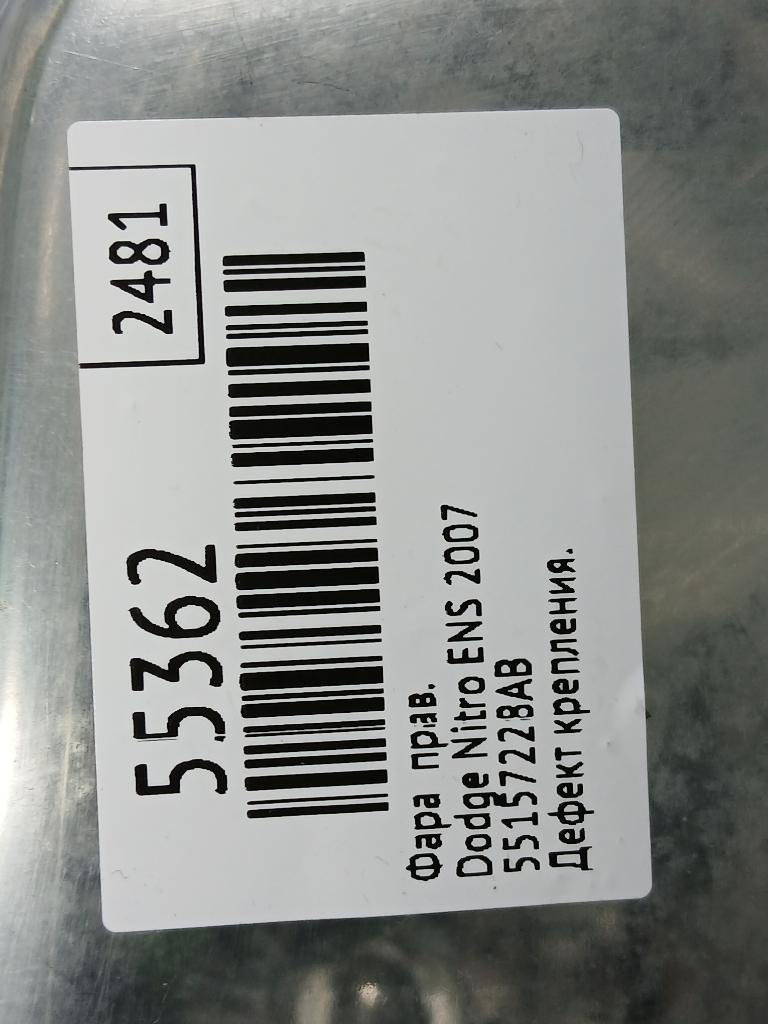 2481
55362
Фара прав.
Dodge Nitro ENS 2007
55157228AB
Дефект крепления.